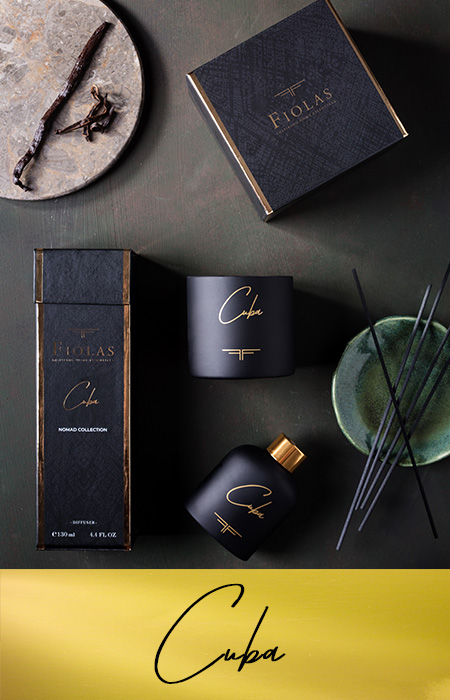 FIOLAS
Cuba
FIOLAS
Cuba
NOMAD COLLECTION
-DIFFUSER-
℮130 ml 4.4 FL OZ
Cuba
Cuba